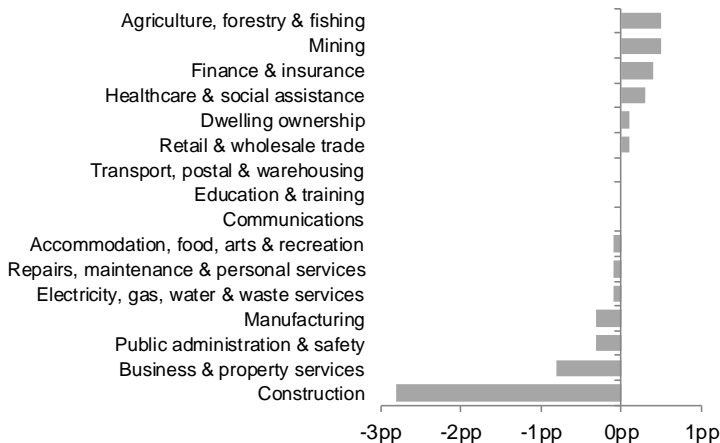 Agriculture, forestry & fishing
Mining
Finance & insurance
Healthcare & social assistance
Dwelling ownership
Retail & wholesale trade
Transport, postal & warehousing
Education & training
Communications
Accommodation, food, arts & recreation
Repairs, maintenance & personal services
Electricity, gas, water & waste services
Manufacturing
Public administration & safety
Business & property services
Construction
-3pp -2pp -1pp 0pp 1pp